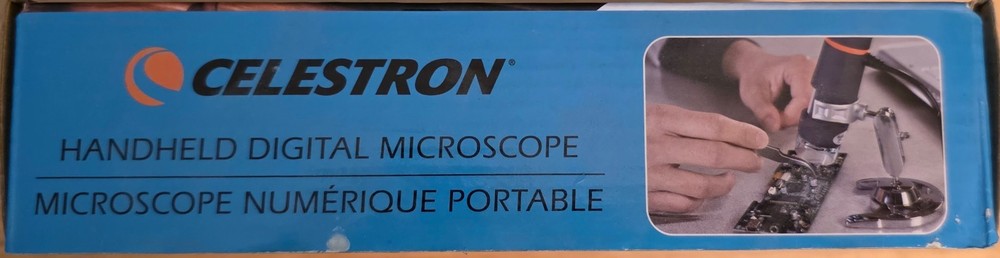 CELESTRON®
HANDHELD DIGITAL MICROSCOPE
MICROSCOPE NUMÉRIQUE PORTABLE